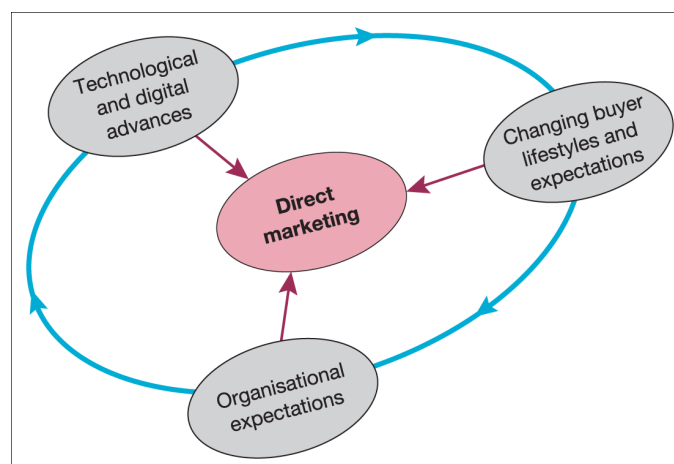 Technological
and digital
advances
Changing buyer
lifestyles and
expectations
Direct
marketing
Organisational
expectations